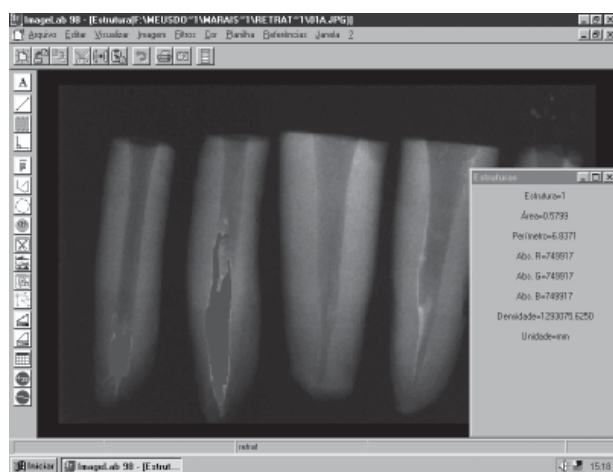 ImageLab 98 - [Estrutura(F:\MEUSDO~1\MARAIS~1\RETRAT~1\01A.JPG)]
Arquivo Editar Visualizar Imagem Filtros Cor Planilha Referências Janela ?
A
Estruturas
Estrutura=1
Área=0.5799
Perímetro=6.8371
Abs. R=749917
Abs. G=749917
Abs. B=749917
Densidade=1293079.6250
Unidade=mm
retrat
Iniciar
ImageLab 98 - [Estrut...
15:18